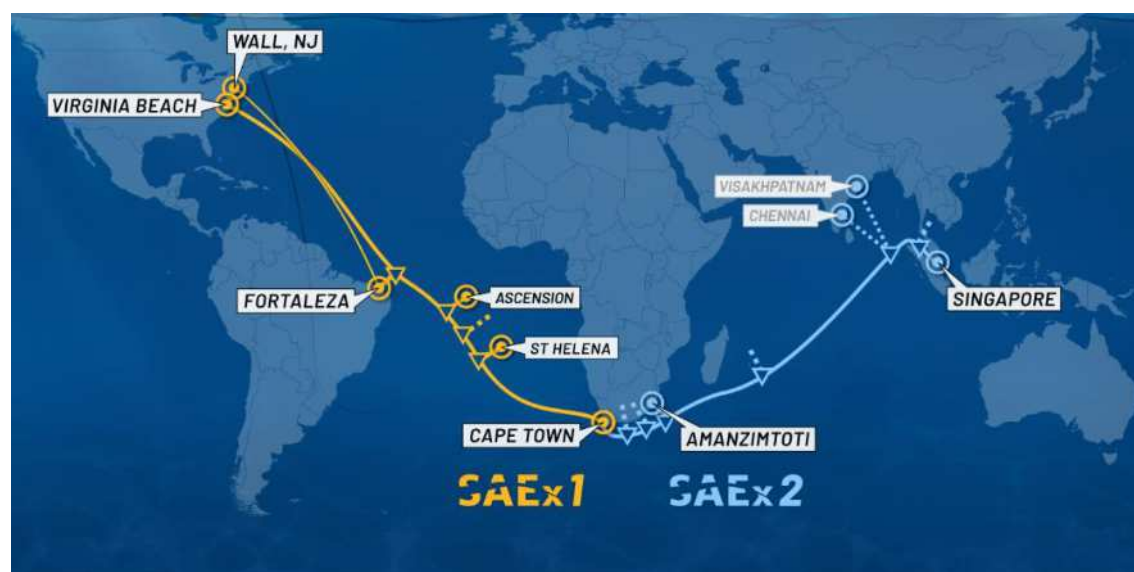 WALL, NJ
VIRGINIA BEACH
VISAKHPATNAM
CHENNAI
FORTALEZA
ASCENSION
SINGAPORE
ST HELENA
CAPE TOWN
AMANZIMTOTI
SAEx1
SAEx2